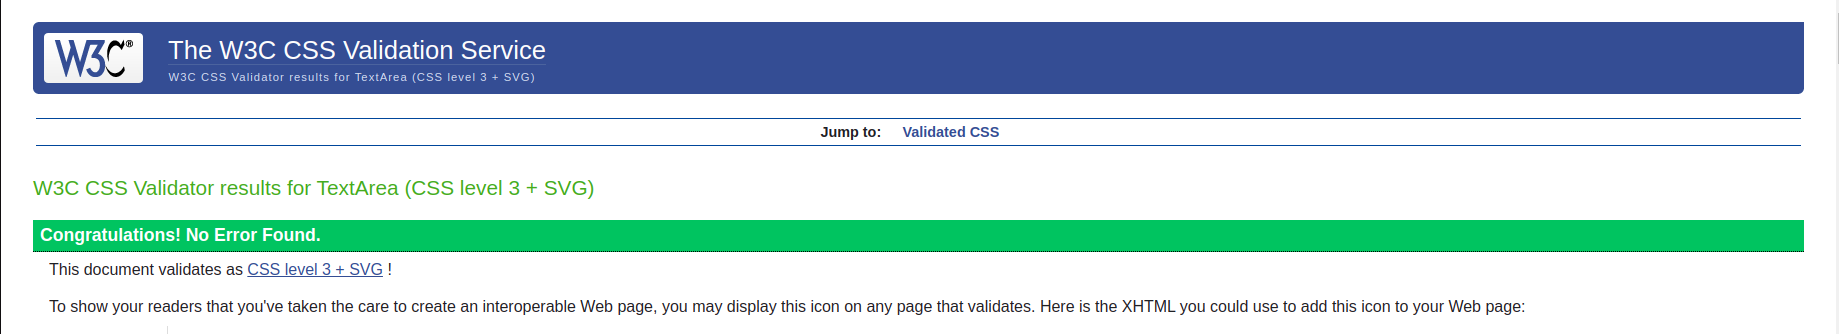 W3C®
The W3C CSS Validation Service
W3C CSS Validator results for TextArea (CSS level 3 + SVG)
Jump to: Validated CSS
W3C CSS Validator results for TextArea (CSS level 3 + SVG)
Congratulations! No Error Found.
This document validates as CSS level 3 + SVG !
To show your readers that you've taken the care to create an interoperable Web page, you may display this icon on any page that validates. Here is the XHTML you could use to add this icon to your Web page: